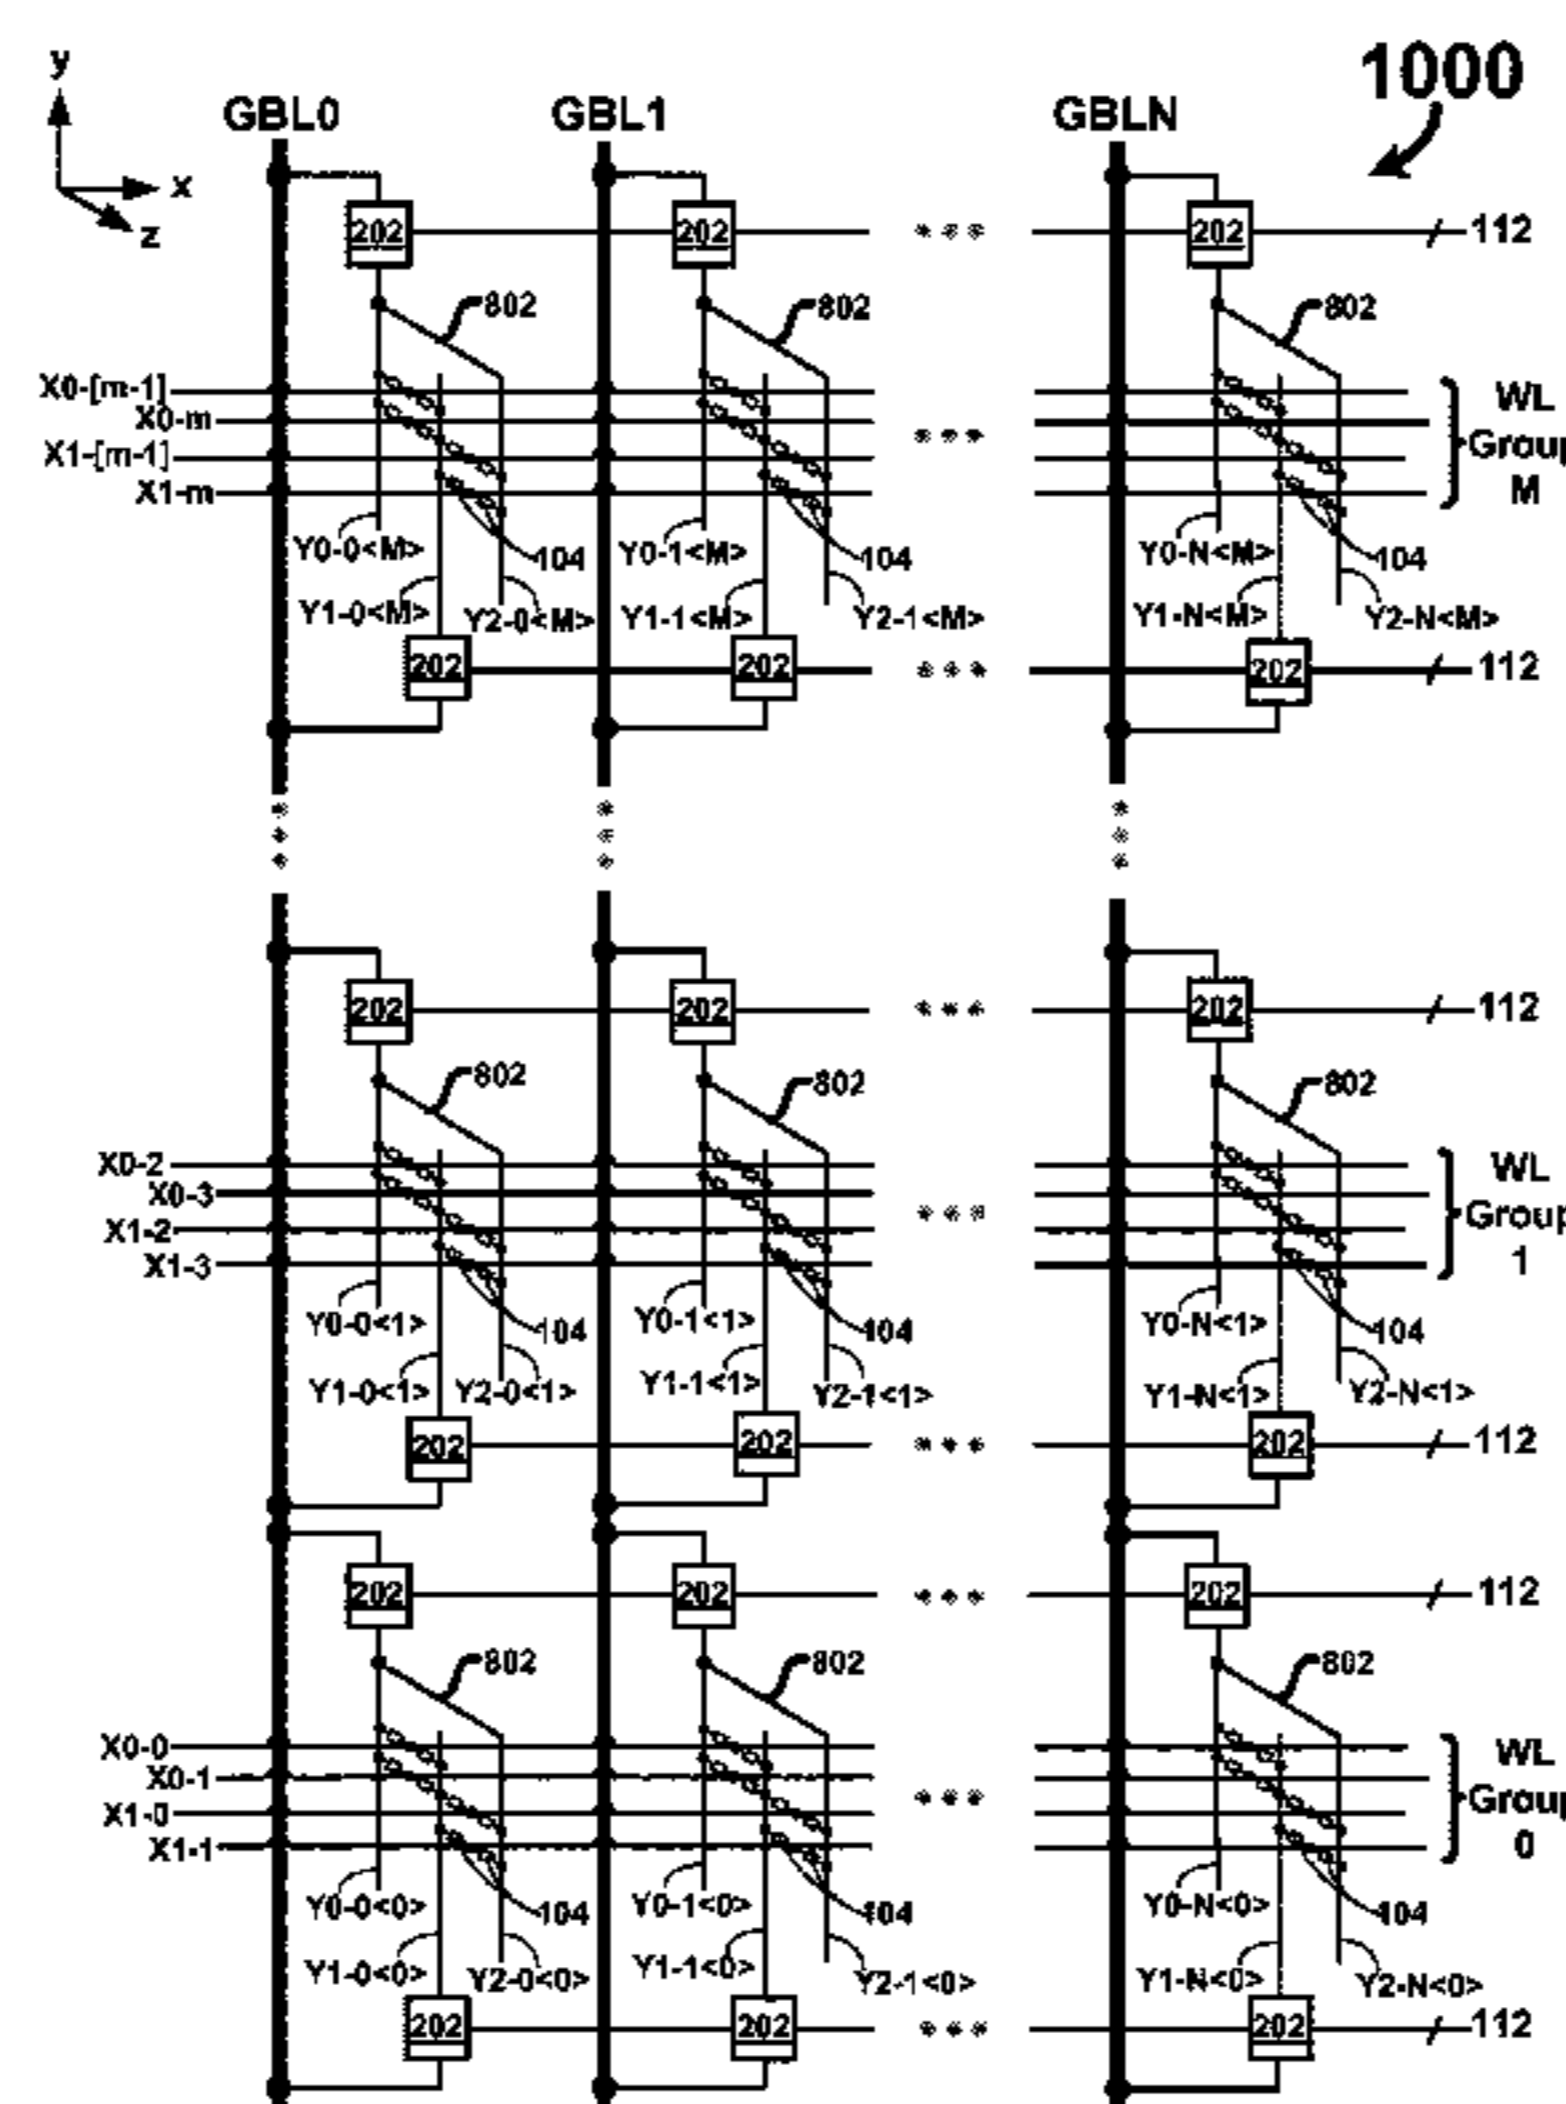 y
1000
GBL0 GBL1 GBLN
x
z
202 202 202 112
802 802 802
X0-[m-1]
X0-m
X1-[m-1]
X1-m
WL
Group
M
Y0-0<M> 104 Y0-1<M> 104 Y0-N<M> 104
Y1-0<M> Y2-0<M> Y1-1<M> Y2-1<M> Y1-N<M> Y2-N<M>
202 202 202 112
202 202 202 112
802 802 802
X0-2
X0-3
X1-2
X1-3
WL
Group
1
Y0-0<1> 104 Y0-1<1> 104 Y0-N<1> 104
Y1-0<1> Y2-0<1> Y1-1<1> Y2-1<1> Y1-N<1> Y2-N<1>
202 202 202 112
202 202 202 112
802 802 802
X0-0
X0-1
X1-0
X1-1
WL
Group
0
Y0-0<0> 104 Y0-1<0> 104 Y0-N<0> 104
Y1-0<0> Y2-0<0> Y1-1<0> Y2-1<0> Y1-N<0> Y2-N<0>
202 202 202 112